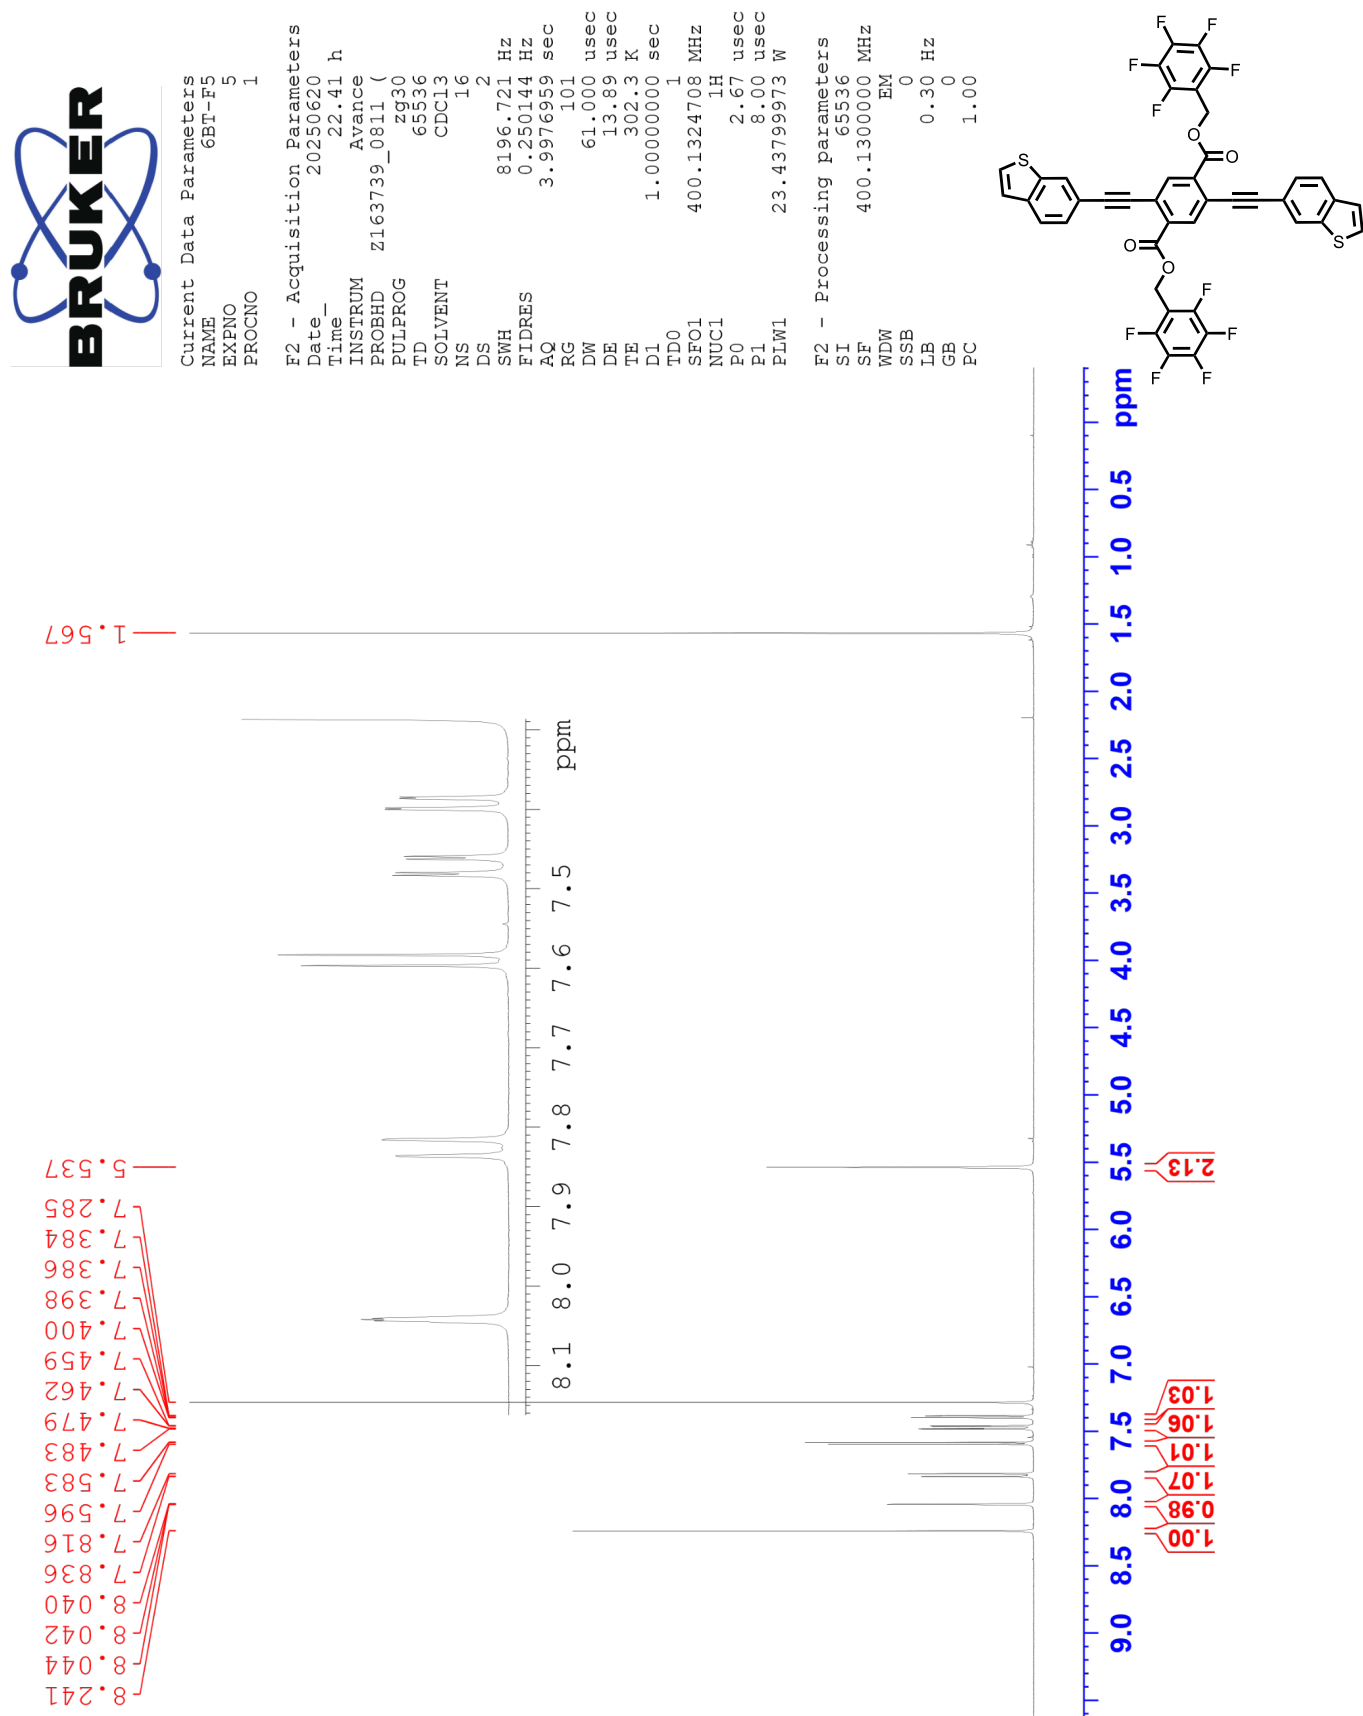 BRUKER
Current Data Parameters
NAME 6BT-F5
EXPNO 5
PROCNO 1
F2 - Acquisition Parameters
Date_ 20250620
Time 22.41 h
INSTRUM Avance
PROBHD Z163739_0811 (
PULPROG zg30
TD 65536
SOLVENT CDCl3
NS 16
DS 2
SWH 8196.721 Hz
FIDRES 0.250144 Hz
AQ 3.9976959 sec
RG 101
DW 61.000 usec
DE 13.89 usec
TE 302.3 K
D1 1.00000000 sec
TD0 1
SFO1 400.1324708 MHz
NUC1 1H
P0 2.67 usec
P1 8.00 usec
PLW1 23.43799973 W
F2 - Processing parameters
SI 65536
SF 400.1300000 MHz
WDW EM
SSB 0
LB 0.30 Hz
GB 0
PC 1.00
F F
F F
F
O
O
S
O
O
S
F
F F
F F
8.241
8.044
8.042
8.040
7.836
7.816
7.596
7.583
7.483
7.479
7.462
7.459
7.400
7.398
7.386
7.384
7.285
5.537
1.567
8.1 8.0 7.9 7.8 7.7 7.6 7.5 ppm
9.0 8.5 8.0 7.5 7.0 6.5 6.0 5.5 5.0 4.5 4.0 3.5 3.0 2.5 2.0 1.5 1.0 0.5 ppm
1.00
0.98
1.07
1.01
1.06
1.03
2.13